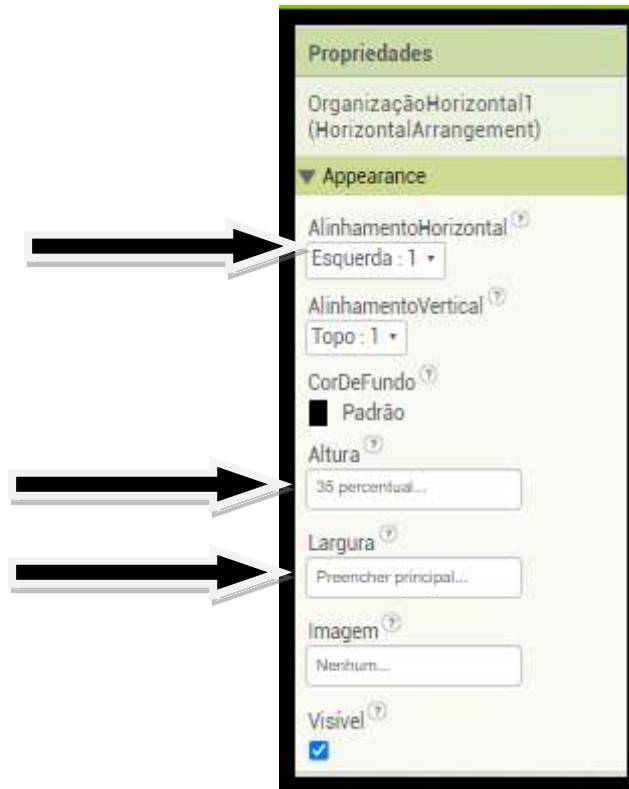 Propriedades
OrganizaçãoHorizontal1
(HorizontalArrangement)
Appearance
AlinhamentoHorizontal ?
Esquerda : 1
AlinhamentoVertical ?
Topo : 1
CorDeFundo ?
Padrão
Altura ?
35 percentual...
Largura ?
Preencher principal...
Imagem ?
Nenhum...
Visível ?